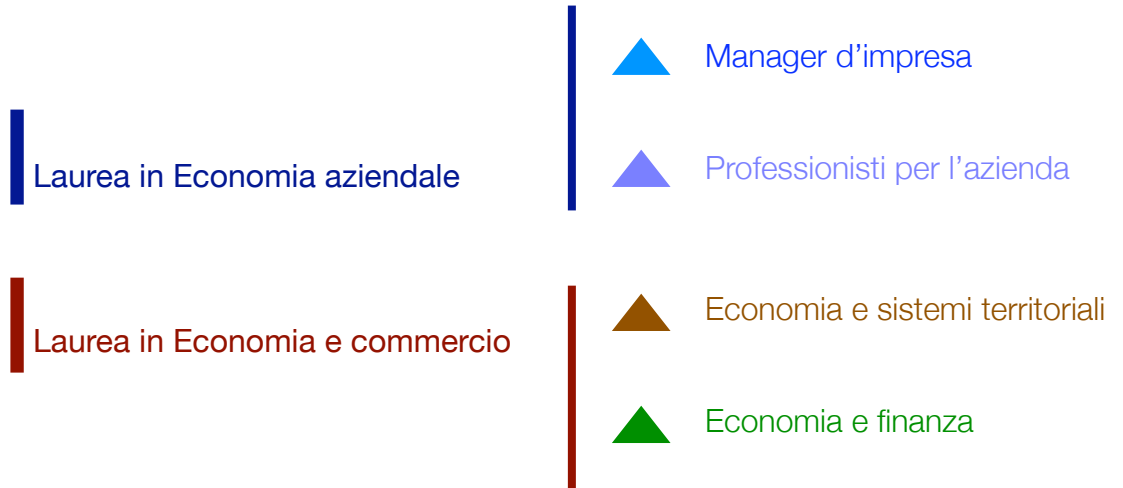 Laurea in Economia aziendale
Manager d’impresa
Professionisti per l’azienda
Laurea in Economia e commercio
Economia e sistemi territoriali
Economia e finanza